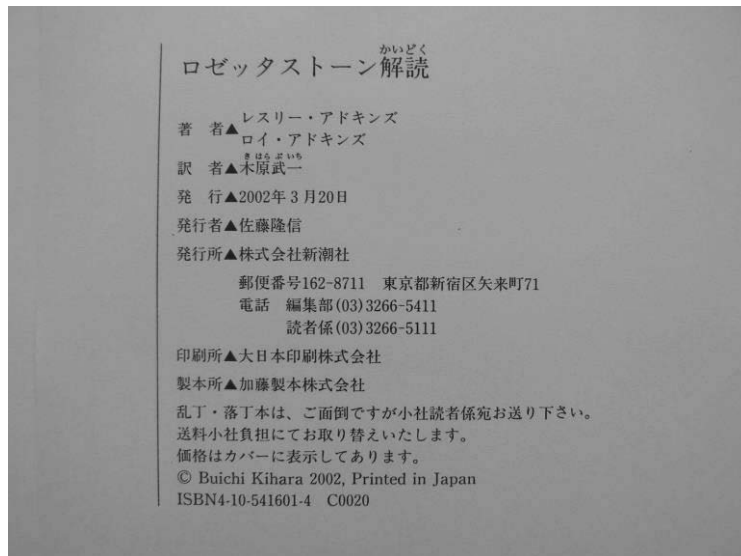 かいどく
ロゼッタストーン解読
著　者▲レスリー・アドキンズ
ロイ・アドキンズ
きはらぶいち
訳　者▲木原武一
発　行▲2002年3月20日
発行者▲佐藤隆信
発行所▲株式会社新潮社
郵便番号162-8711　東京都新宿区矢来町71
電話　編集部(03)3266-5411
読者係(03)3266-5111
印刷所▲大日本印刷株式会社
製本所▲加藤製本株式会社
乱丁・落丁本は、ご面倒ですが小社読者係宛お送り下さい。
送料小社負担にてお取り替えいたします。
価格はカバーに表示してあります。
© Buichi Kihara 2002, Printed in Japan
ISBN4-10-541601-4　C0020